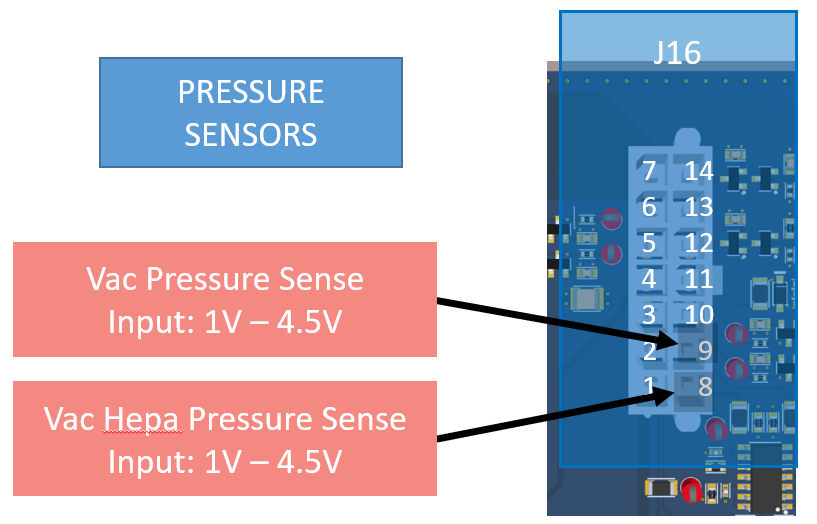 PRESSURE
SENSORS
J16
Vac Pressure Sense
Input: 1V – 4.5V
Vac Hepa Pressure Sense
Input: 1V – 4.5V
7 14
6 13
5 12
4 11
3 10
2 9
1 8